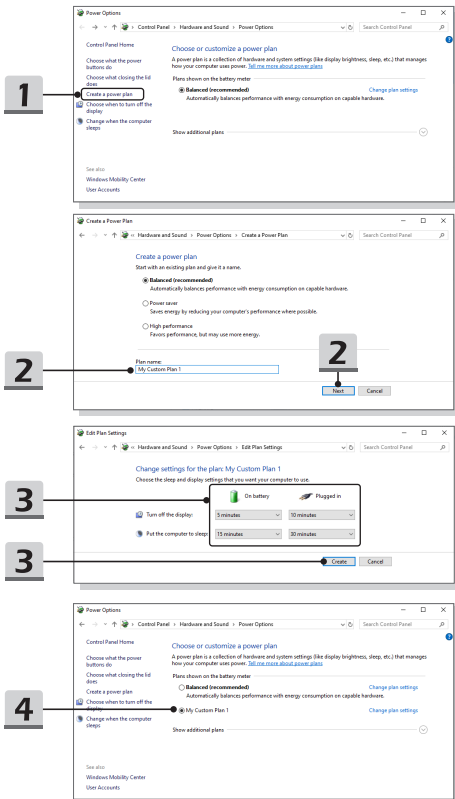 Power Options
Control Panel › Hardware and Sound › Power Options
Search Control Panel
Control Panel Home
Choose what the power
buttons do
Choose what closing the lid
does
1
Create a power plan
Choose when to turn off the
display
Change when the computer
sleeps
See also
Windows Mobility Center
User Accounts
Choose or customize a power plan
A power plan is a collection of hardware and system settings (like display brightness, sleep, etc.) that manages
how your computer uses power. Tell me more about power plans
Plans shown on the battery meter
Balanced (recommended) Change plan settings
Automatically balances performance with energy consumption on capable hardware.
Show additional plans
Create a Power Plan
« Hardware and Sound › Power Options › Create a Power Plan
Search Control Panel
Create a power plan
Start with an existing plan and give it a name.
Balanced (recommended)
Automatically balances performance with energy consumption on capable hardware.
Power saver
Saves energy by reducing your computer's performance where possible.
High performance
Favors performance, but may use more energy.
2
Plan name:
2 My Custom Plan 1
Next Cancel
Edit Plan Settings
« Hardware and Sound › Power Options › Edit Plan Settings
Search Control Panel
Change settings for the plan: My Custom Plan 1
Choose the sleep and display settings that you want your computer to use.
3
On battery Plugged in
Turn off the display: 5 minutes 10 minutes
Put the computer to sleep: 15 minutes 30 minutes
3
Create Cancel
Power Options
Control Panel › Hardware and Sound › Power Options
Search Control Panel
Control Panel Home
Choose what the power
buttons do
Choose what closing the lid
does
Create a power plan
Choose when to turn off the
display
Change when the computer
sleeps
See also
Windows Mobility Center
User Accounts
Choose or customize a power plan
A power plan is a collection of hardware and system settings (like display brightness, sleep, etc.) that manages
how your computer uses power. Tell me more about power plans
Plans shown on the battery meter
Balanced (recommended) Change plan settings
Automatically balances performance with energy consumption on capable hardware.
4 My Custom Plan 1 Change plan settings
Show additional plans